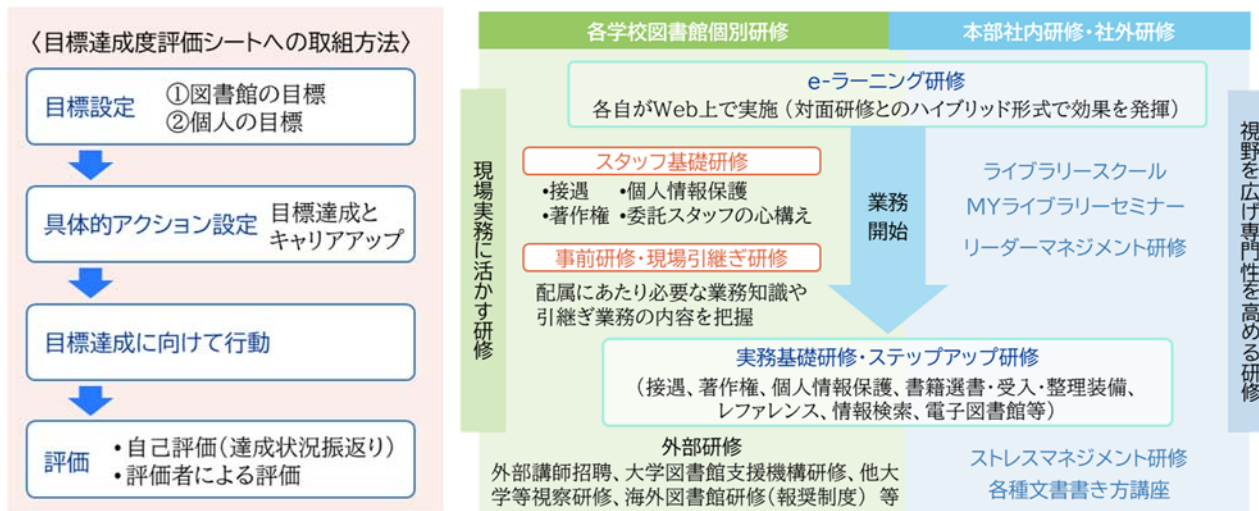 〈目標達成度評価シートへの取組方法〉
目標設定
①図書館の目標
②個人の目標
具体的アクション設定
目標達成と
キャリアアップ
目標達成に向けて行動
評価
・自己評価（達成状況振返り）
・評価者による評価
各学校図書館個別研修
本部社内研修・社外研修
e-ラーニング研修
各自がWeb上で実施（対面研修とのハイブリッド形式で効果を発揮）
現場実務に活かす研修
スタッフ基礎研修
•接遇 •個人情報保護
•著作権 •委託スタッフの心構え
事前研修・現場引継ぎ研修
配属にあたり必要な業務知識や
引継ぎ業務の内容を把握
業務
開始
ライブラリースクール
MYライブラリーセミナー
リーダーマネジメント研修
視野を広げ専門性を高める研修
実務基礎研修・ステップアップ研修
（接遇、著作権、個人情報保護、書籍選書・受入・整理装備、
レファレンス、情報検索、電子図書館等）
外部研修
外部講師招聘、大学図書館支援機構研修、他大
学等視察研修、海外図書館研修（報奨制度）等
ストレスマネジメント研修
各種文書書き方講座